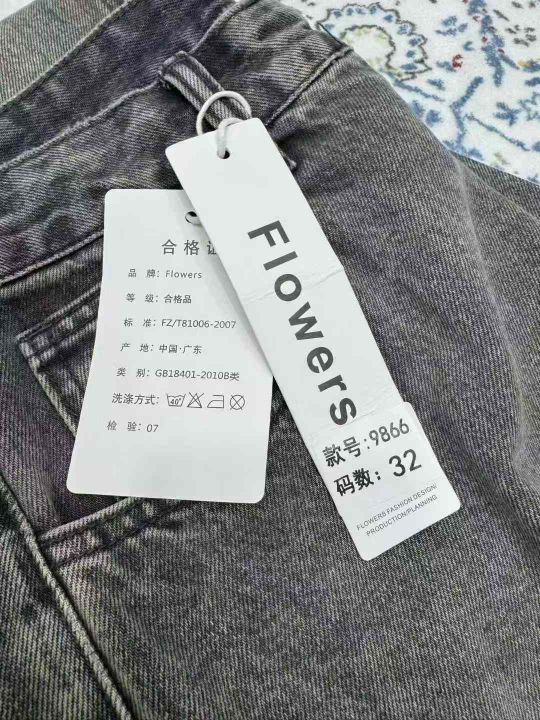 合格证
品 牌: Flowers
等 级: 合格品
标 准: FZ/T81006-2007
产 地: 中国·广东
类 别: GB18401-2010B类
洗涤方式: 40°
检 验: 07
Flowers
款号:9866
码数: 32
FLOWERS FASHION DESIGN/
PRODUCTION/PLANNING